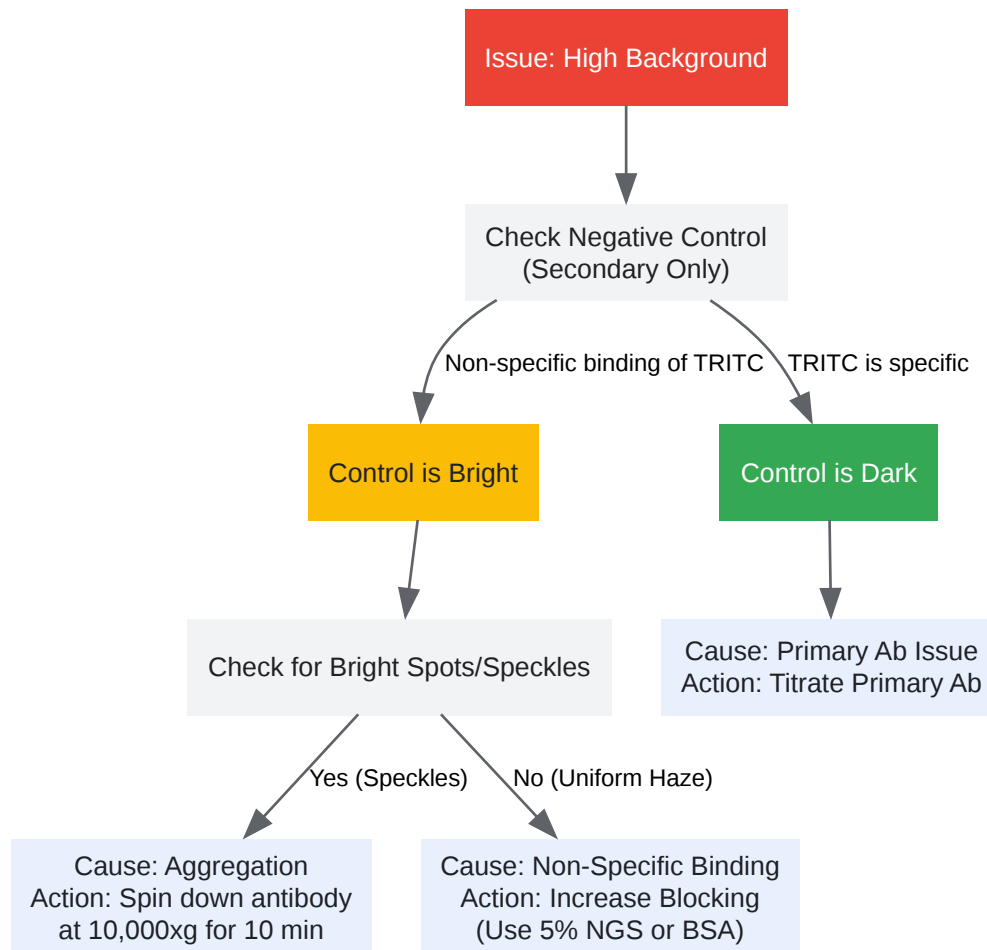 Issue: High Background
Check Negative Control
(Secondary Only)
Non-specific binding of TRITC
TRITC is specific
Control is Bright
Control is Dark
Check for Bright Spots/Speckles
Cause: Primary Ab Issue
Action: Titrate Primary Ab
Yes (Speckles)
No (Uniform Haze)
Cause: Aggregation
Action: Spin down antibody
at 10,000xg for 10 min
Cause: Non-Specific Binding
Action: Increase Blocking
(Use 5% NGS or BSA)